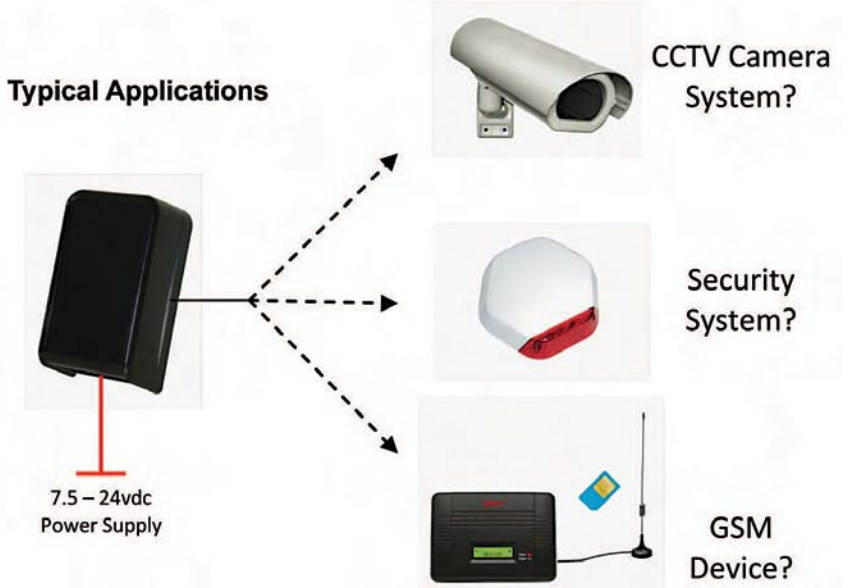 Typical Applications
CCTV Camera
System?
Security
System?
7.5 – 24vdc
Power Supply
GSM
Device?